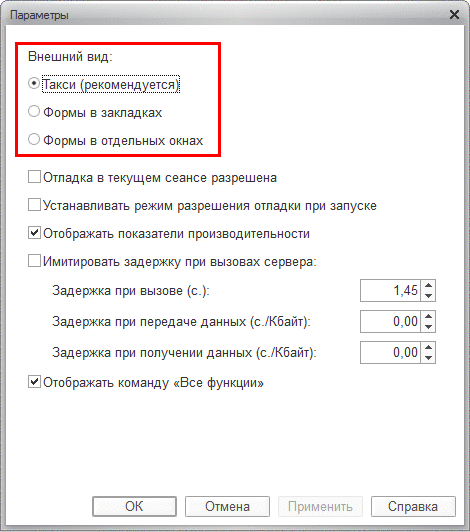 Параметры
Внешний вид:
Такси (рекомендуется)
Формы в закладках
Формы в отдельных окнах
Отладка в текущем сеансе разрешена
Устанавливать режим разрешения отладки при запуске
Отображать показатели производительности
Имитировать задержку при вызовах сервера:
Задержка при вызове (с.): 1,45
Задержка при передаче данных (с./Кбайт): 0,00
Задержка при получении данных (с./Кбайт): 0,00
Отображать команду «Все функции»
ОК Отмена Применить Справка